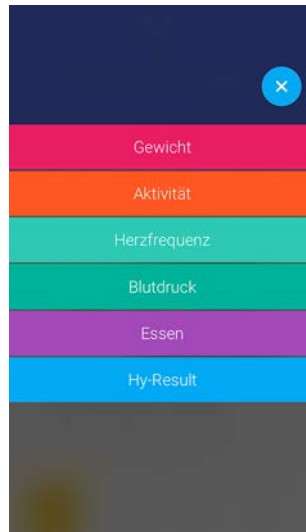 Gewicht
Aktivität
Herzfrequenz
Blutdruck
Essen
Hy-Result